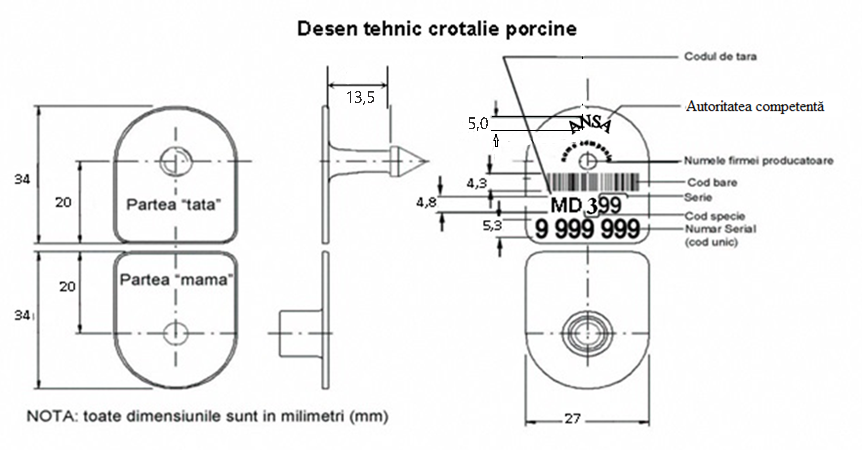 Desen tehnic crotalie porcine
Codul de tara
13,5
Autoritatea competentă
5,0
ANSA
Numele firmei producatoare
34
20
4,3
Cod bare
Partea "tata"
4,8
MD 399
Serie
Cod specie
5,3
9 999 999
Numar Serial
(cod unic)
Partea "mama"
20
34
27
NOTA: toate dimensiunile sunt in milimetri (mm)